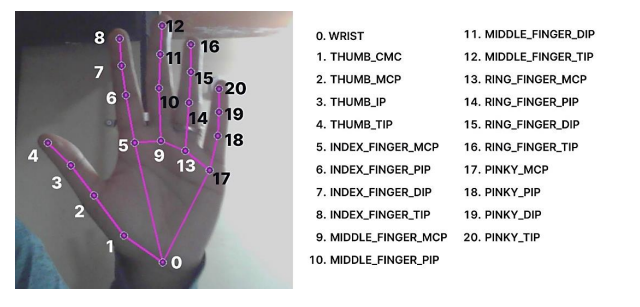 12
8
16
11
7
15
20
6
10
14
19
18
5
9
13
4
17
3
2
1
0
0. WRIST
1. THUMB_CMC
2. THUMB_MCP
3. THUMB_IP
4. THUMB_TIP
5. INDEX_FINGER_MCP
6. INDEX_FINGER_PIP
7. INDEX_FINGER_DIP
8. INDEX_FINGER_TIP
9. MIDDLE_FINGER_MCP
10. MIDDLE_FINGER_PIP
11. MIDDLE_FINGER_DIP
12. MIDDLE_FINGER_TIP
13. RING_FINGER_MCP
14. RING_FINGER_PIP
15. RING_FINGER_DIP
16. RING_FINGER_TIP
17. PINKY_MCP
18. PINKY_PIP
19. PINKY_DIP
20. PINKY_TIP